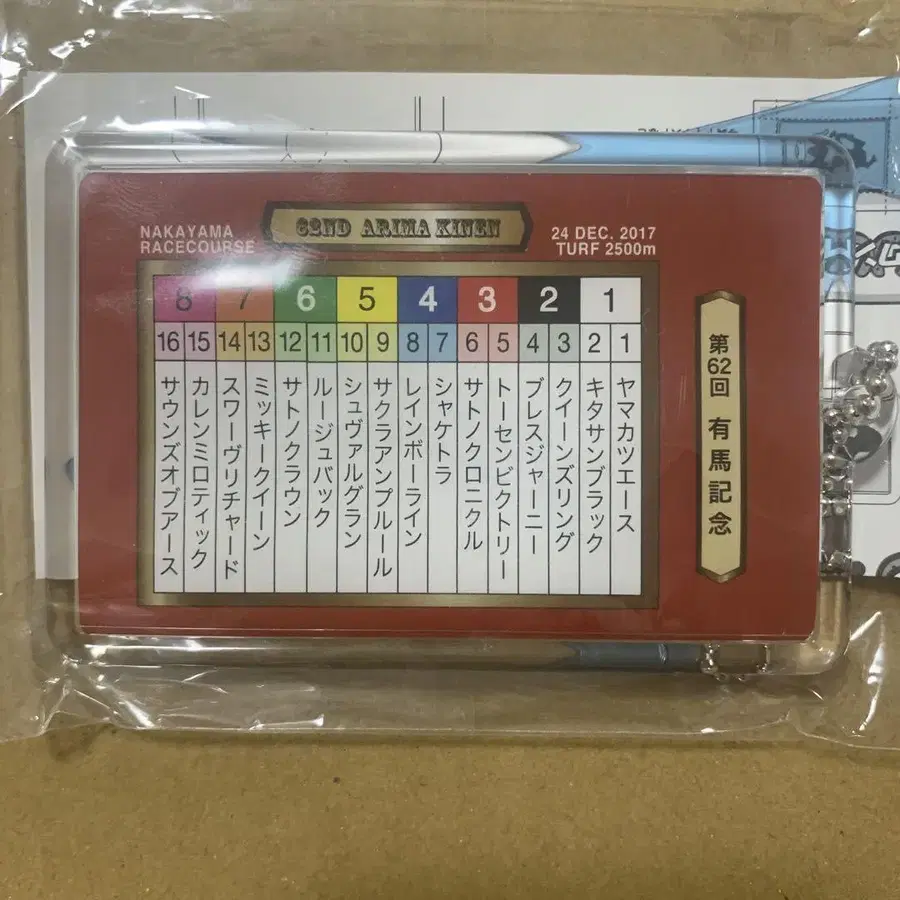 NAKAYAMA
RACECOURSE
62ND ARIMA KINEN
24 DEC. 2017
TURF 2500m
8 7 6 5 4 3 2 1
16 15 14 13 12 11 10 9 8 7 6 5 4 3 2 1
ヤマカツエース
キタサンブラック
クイーンズリング
ブレスジャーニー
トーセンビクトリー
サトノクロニクル
シャケトラ
レインボーライン
サクラアンプルール
シュヴァルグラン
ルージュバック
サトノクラウン
ミッキークイーン
スワーヴリチャード
カレンミロティック
サウンズオブアース
第62回 有馬記念